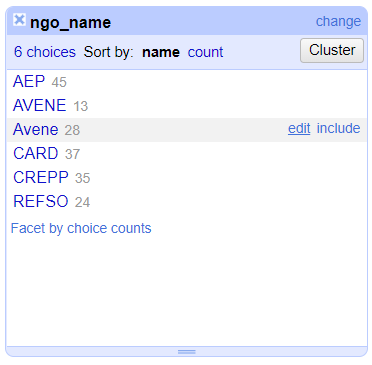 ngo_name change
6 choices Sort by: name count Cluster
AEP 45
AVENE 13
Avene 28 edit include
CARD 37
CREPP 35
REFSO 24
Facet by choice counts